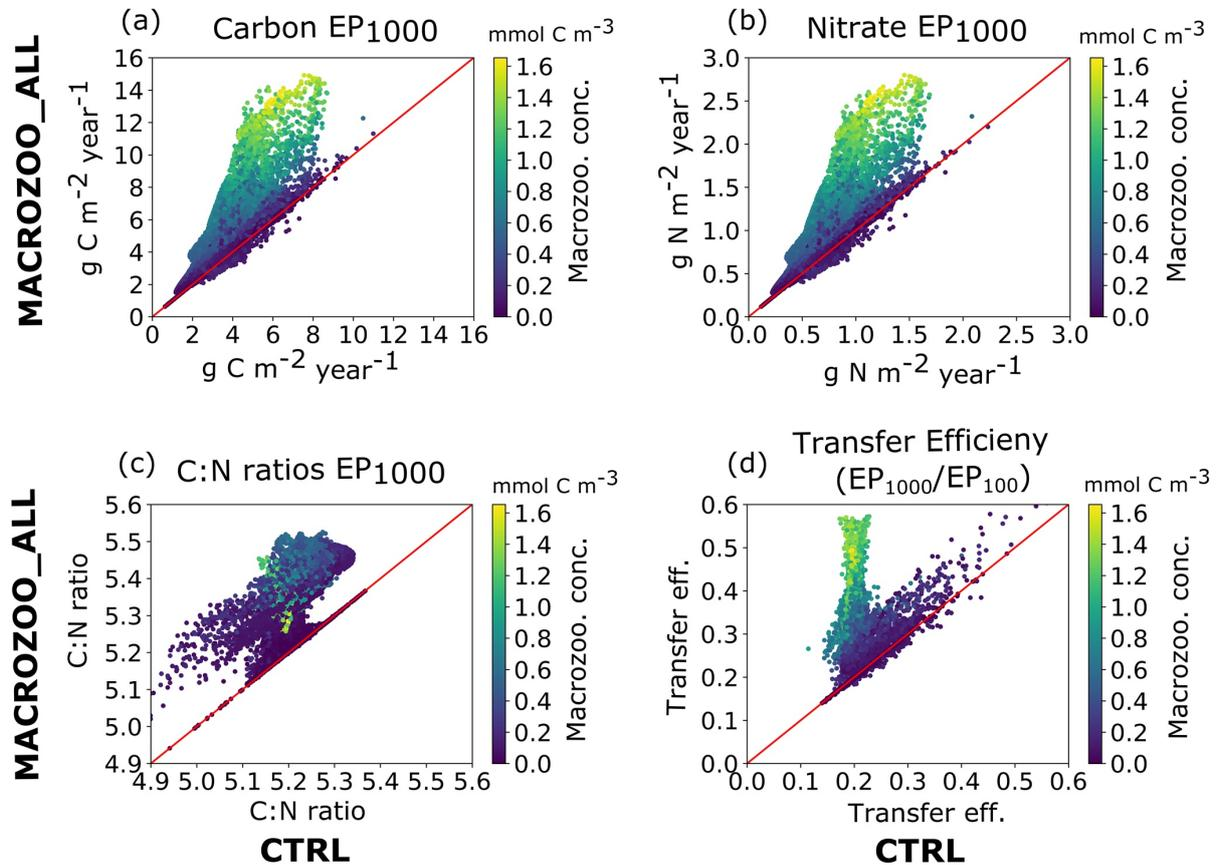 (a) Carbon EP1000
mmol C m-3
MACROZOO_ALL
g C m-2 year-1
16
14
12
10
8
6
4
2
0
0 2 4 6 8 10 12 14 16
g C m-2 year-1
1.6
1.4
1.2
1.0
0.8
0.6
0.4
0.2
0.0
Macrozoo. conc.
(b) Nitrate EP1000
mmol C m-3
g N m-2 year-1
3.0
2.5
2.0
1.5
1.0
0.5
0.0
0.0 0.5 1.0 1.5 2.0 2.5 3.0
g N m-2 year-1
1.6
1.4
1.2
1.0
0.8
0.6
0.4
0.2
0.0
Macrozoo. conc.
(c) C:N ratios EP1000
mmol C m-3
MACROZOO_ALL
C:N ratio
5.6
5.5
5.4
5.3
5.2
5.1
5.0
4.9
4.9 5.0 5.1 5.2 5.3 5.4 5.5 5.6
C:N ratio
CTRL
1.6
1.4
1.2
1.0
0.8
0.6
0.4
0.2
0.0
Macrozoo. conc.
(d) Transfer Efficieny
(EP1000/EP100)
mmol C m-3
Transfer eff.
0.6
0.5
0.4
0.3
0.2
0.1
0.0
0.0 0.1 0.2 0.3 0.4 0.5 0.6
Transfer eff.
CTRL
1.6
1.4
1.2
1.0
0.8
0.6
0.4
0.2
0.0
Macrozoo. conc.